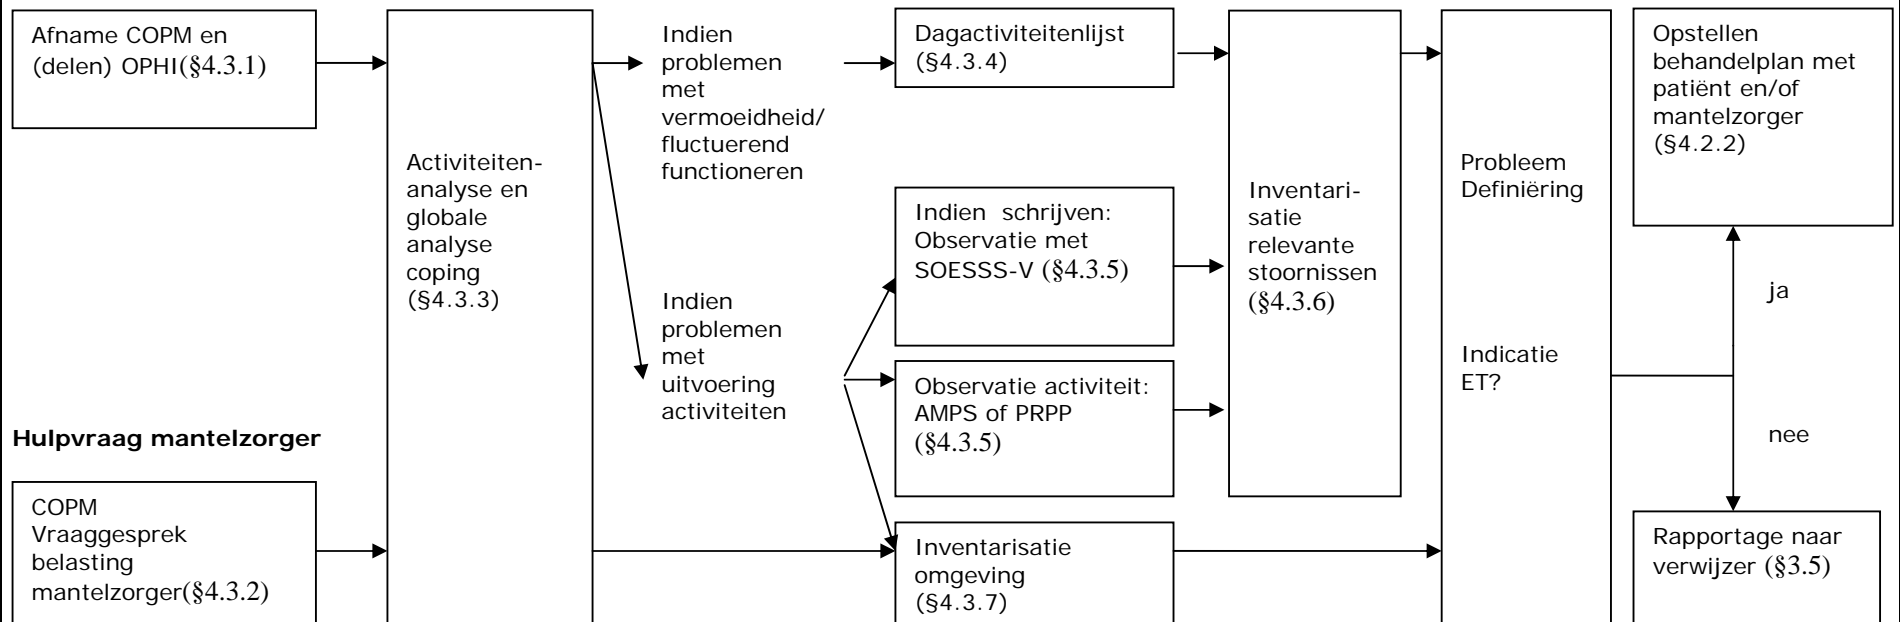 Afname COPM en
(delen) OPHI(§4.3.1)
Hulpvraag mantelzorger
COPM
Vraaggesprek
belasting
mantelzorger(§4.3.2)
Activiteiten-
analyse en
globale
analyse
coping
(§4.3.3)
Indien
problemen
met
vermoeidheid/
fluctuerend
functioneren
Indien
problemen
met
uitvoering
activiteiten
Dagactiviteitenlijst
(§4.3.4)
Indien schrijven:
Observatie met
SOESSS-V (§4.3.5)
Observatie activiteit:
AMPS of PRPP
(§4.3.5)
Inventarisatie
omgeving
(§4.3.7)
Inventari-
satie
relevante
stoornissen
(§4.3.6)
Probleem
Definiëring
Indicatie
ET?
Opstellen
behandelplan met
patiënt en/of
mantelzorger
(§4.2.2)
ja
nee
Rapportage naar
verwijzer (§3.5)